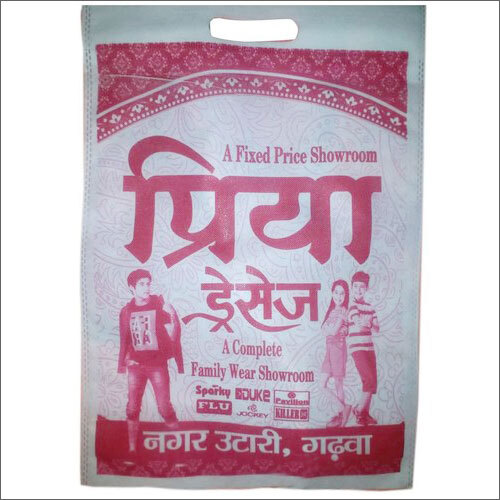 A Fixed Price Showroom
प्रिया
ड्रेसेज
A Complete
Family Wear Showroom
Sparky DUKE Pavilion
FLU JOCKEY KILLER
नगर उटारी, गढ़वा